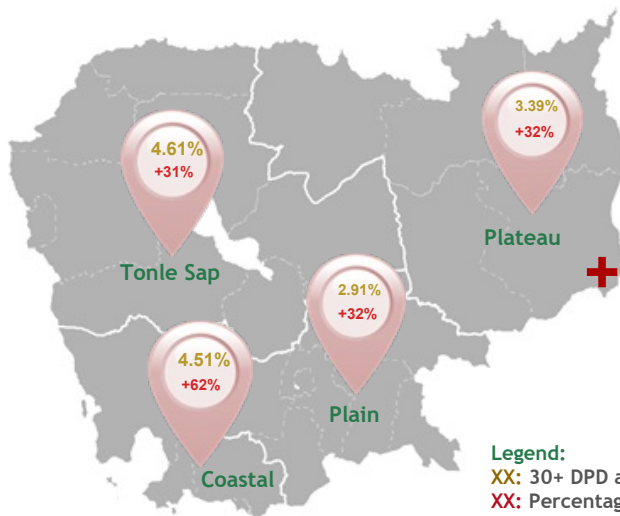 3.39%
+32%
Plateau
4.61%
+31%
Tonle Sap
2.91%
+32%
Plain
4.51%
+62%
Coastal
Legend:
XX: 30+ DPD
XX: Percentag